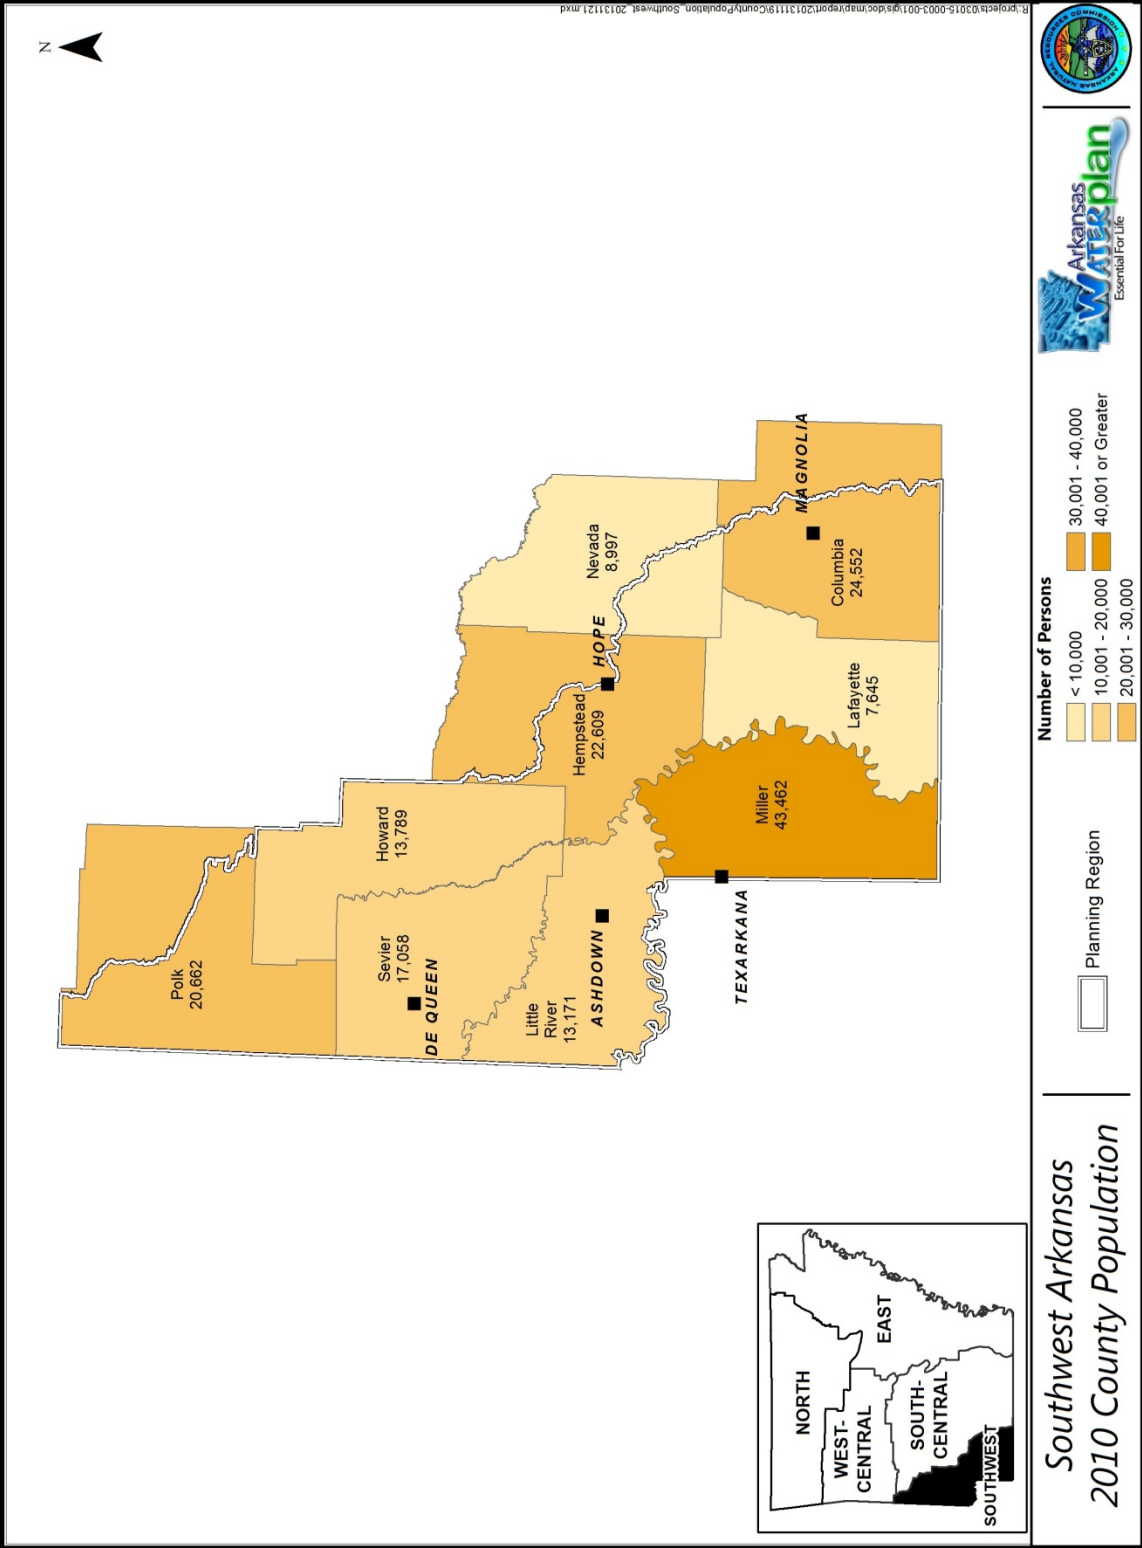 N
Polk
20,662
Howard
13,789
Sevier
17,058
DE QUEEN
Little
River
13,171
ASHDOWN
Hempstead
22,609
HOPE
Nevada
8,997
Miller
43,462
TEXARKANA
Lafayette
7,645
Columbia
24,552
MAGNOLIA
NORTH
WEST-
CENTRAL
EAST
SOUTH-
CENTRAL
SOUTHWEST
R:\projects\03015-0003-001\gis\doc\map\report\20131119\CountyPopulation_Southwest_20131121.mxd
Southwest Arkansas
2010 County Population
Planning Region
Number of Persons
< 10,000
10,001 - 20,000
20,001 - 30,000
30,001 - 40,000
40,001 or Greater
Arkansas
WATERplan
Essential For Life
ARKANSAS NATURAL RESOURCES COMMISSION